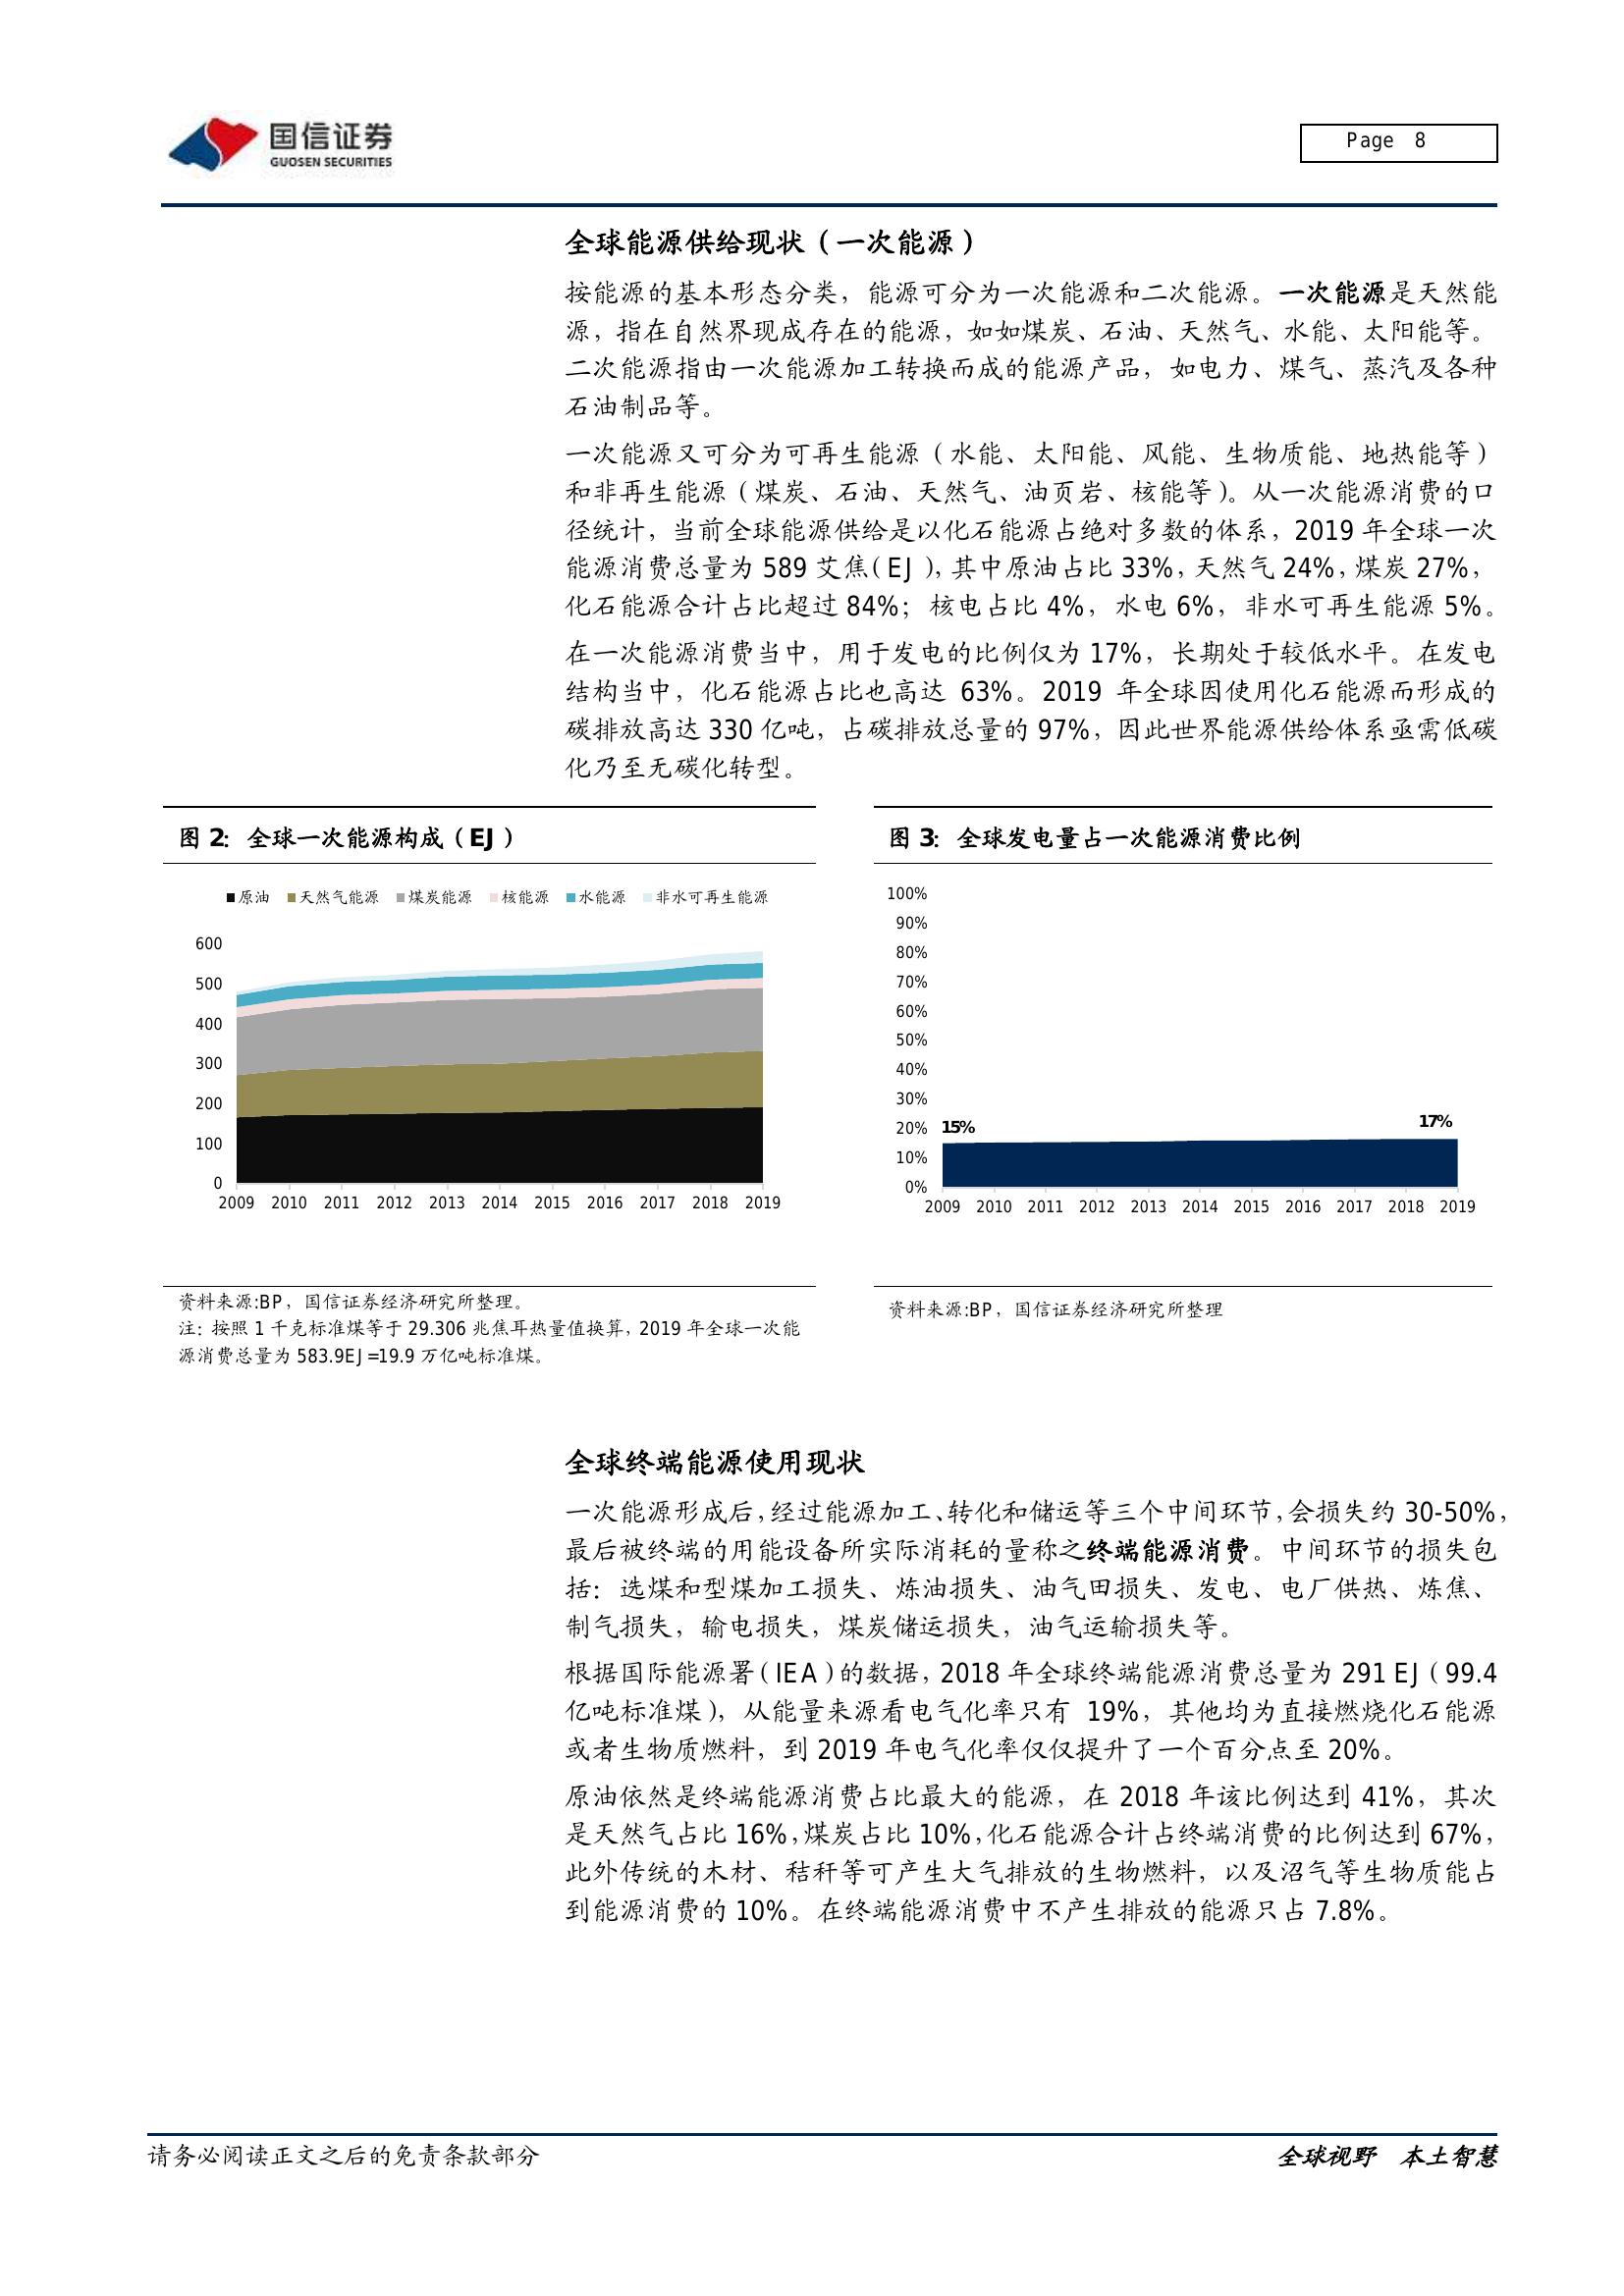 国信证券
GUOSEN SECURITIES
Page 8
全球能源供给现状（一次能源）
按能源的基本形态分类，能源可分为一次能源和二次能源。一次能源是天然能
源，指在自然界现成存在的能源，如如煤炭、石油、天然气、水能、太阳能等。
二次能源指由一次能源加工转换而成的能源产品，如电力、煤气、蒸汽及各种
石油制品等。
一次能源又可分为可再生能源（水能、太阳能、风能、生物质能、地热能等）
和非再生能源（煤炭、石油、天然气、油页岩、核能等）。从一次能源消费的口
径统计，当前全球能源供给是以化石能源占绝对多数的体系，2019 年全球一次
能源消费总量为 589 艾焦（EJ），其中原油占比 33%，天然气 24%，煤炭 27%，
化石能源合计占比超过 84%；核电占比 4%，水电 6%，非水可再生能源 5%。
在一次能源消费当中，用于发电的比例仅为 17%，长期处于较低水平。在发电
结构当中，化石能源占比也高达 63%。2019 年全球因使用化石能源而形成的
碳排放高达 330 亿吨，占碳排放总量的 97%，因此世界能源供给体系亟需低碳
化乃至无碳化转型。
图 2：全球一次能源构成（EJ）
原油 天然气能源 煤炭能源 核能源 水能源 非水可再生能源
600
500
400
300
200
100
0
2009 2010 2011 2012 2013 2014 2015 2016 2017 2018 2019
资料来源:BP，国信证券经济研究所整理。
注：按照 1 千克标准煤等于 29.306 兆焦耳热量值换算，2019 年全球一次能
源消费总量为 583.9EJ=19.9 万亿吨标准煤。
图 3：全球发电量占一次能源消费比例
100%
90%
80%
70%
60%
50%
40%
30%
20%
10%
0%
15%
17%
2009 2010 2011 2012 2013 2014 2015 2016 2017 2018 2019
资料来源:BP，国信证券经济研究所整理
全球终端能源使用现状
一次能源形成后，经过能源加工、转化和储运等三个中间环节，会损失约 30-50%，
最后被终端的用能设备所实际消耗的量称之终端能源消费。中间环节的损失包
括：选煤和型煤加工损失、炼油损失、油气田损失、发电、电厂供热、炼焦、
制气损失，输电损失，煤炭储运损失，油气运输损失等。
根据国际能源署（IEA）的数据，2018 年全球终端能源消费总量为 291 EJ（99.4
亿吨标准煤），从能量来源看电气化率只有 19%，其他均为直接燃烧化石能源
或者生物质燃料，到 2019 年电气化率仅仅提升了一个百分点至 20%。
原油依然是终端能源消费占比最大的能源，在 2018 年该比例达到 41%，其次
是天然气占比 16%，煤炭占比 10%，化石能源合计占终端消费的比例达到 67%，
此外传统的木材、秸秆等可产生大气排放的生物燃料，以及沼气等生物质能占
到能源消费的 10%。在终端能源消费中不产生排放的能源只占 7.8%。
请务必阅读正文之后的免责条款部分
全球视野 本土智慧